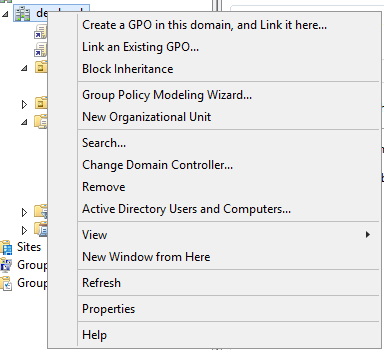 Create a GPO in this domain, and Link it here...
Link an Existing GPO...
Block Inheritance
Group Policy Modeling Wizard...
New Organizational Unit
Search...
Change Domain Controller...
Remove
Active Directory Users and Computers...
View
New Window from Here
Refresh
Properties
Help
Sites
Group
Group